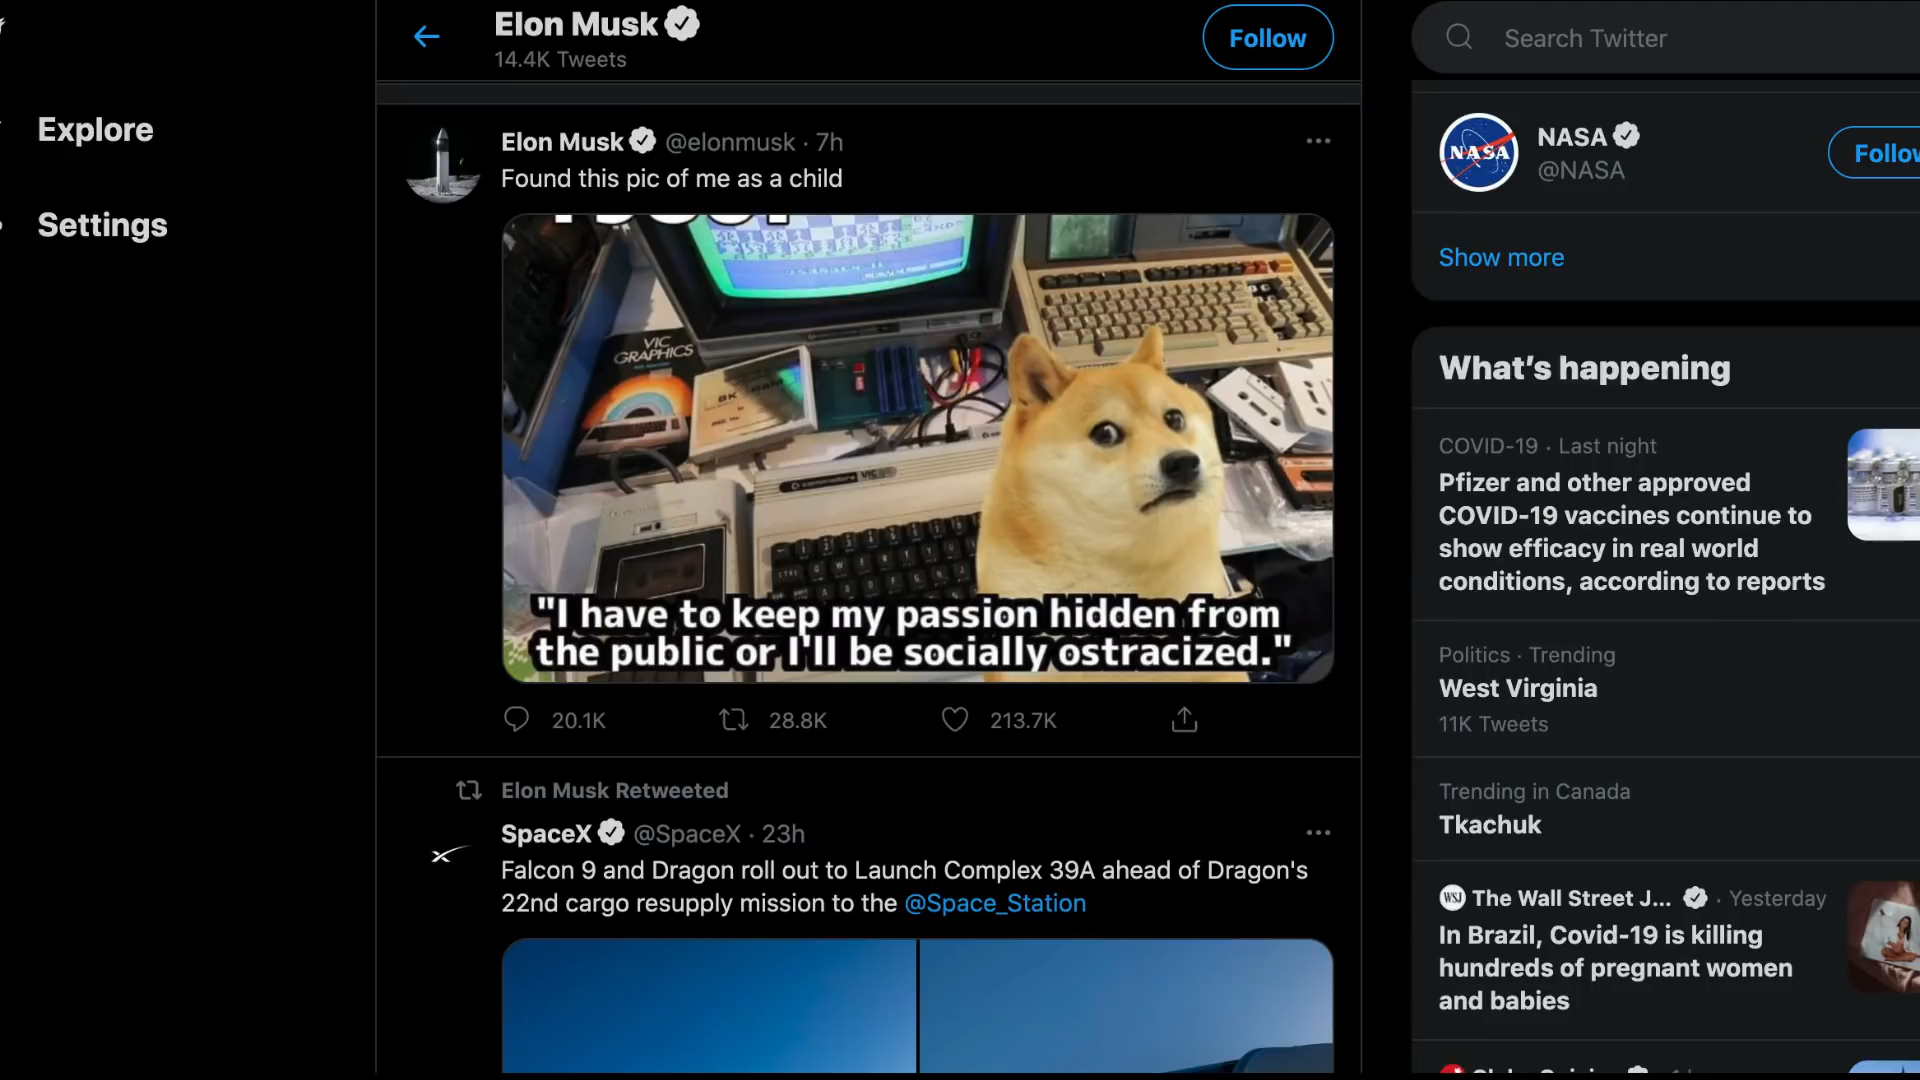 Elon Musk
14.4K Tweets
Follow
Search Twitter
Explore
Settings
Elon Musk @elonmusk · 7h
Found this pic of me as a child
VIC
GRAPHICS
8K
RAM
commodore VIC
"I have to keep my passion hidden from
the public or I'll be socially ostracized."
20.1K 28.8K 213.7K
Elon Musk Retweeted
SpaceX @SpaceX · 23h
Falcon 9 and Dragon roll out to Launch Complex 39A ahead of Dragon's
22nd cargo resupply mission to the @Space_Station
NASA
NASA
@NASA
Follow
Show more
What's happening
COVID-19 · Last night
Pfizer and other approved
COVID-19 vaccines continue to
show efficacy in real world
conditions, according to reports
Politics · Trending
West Virginia
11K Tweets
Trending in Canada
Tkachuk
WSJ The Wall Street J... · Yesterday
In Brazil, Covid-19 is killing
hundreds of pregnant women
and babies